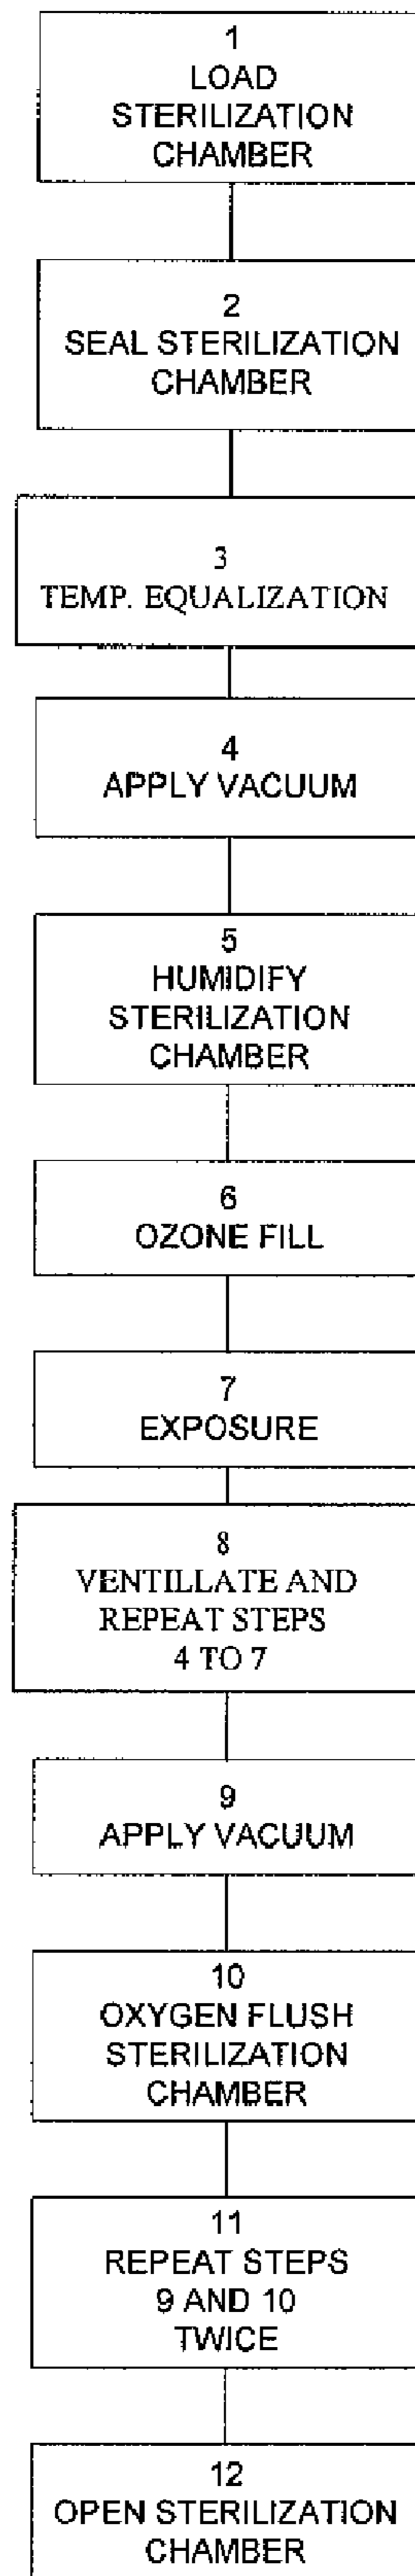 1
LOAD
STERILIZATION
CHAMBER
2
SEAL STERILIZATION
CHAMBER
3
TEMP. EQUALIZATION
4
APPLY VACUUM
5
HUMIDIFY
STERILIZATION
CHAMBER
6
OZONE FILL
7
EXPOSURE
8
VENTILLATE AND
REPEAT STEPS
4 TO 7
9
APPLY VACUUM
10
OXYGEN FLUSH
STERILIZATION
CHAMBER
11
REPEAT STEPS
9 AND 10
TWICE
12
OPEN STERILIZATION
CHAMBER